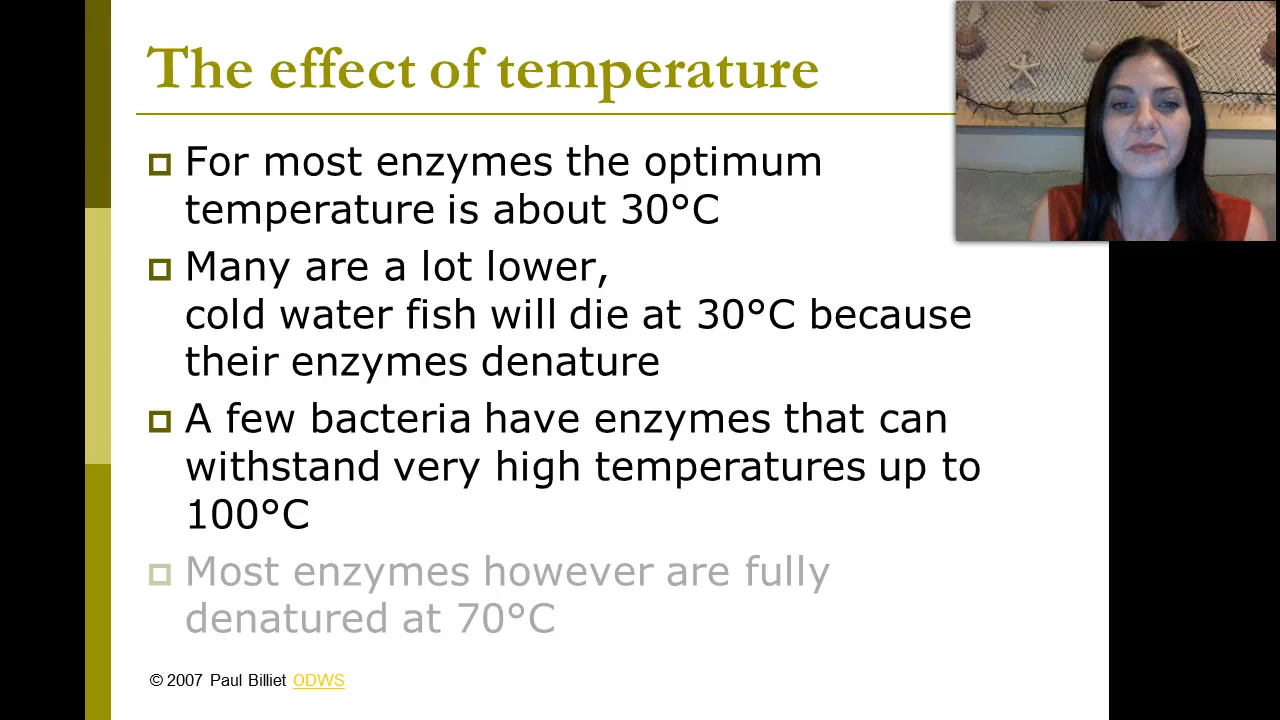 The effect of temperature
For most enzymes the optimum
temperature is about 30°C
Many are a lot lower,
cold water fish will die at 30°C because
their enzymes denature
A few bacteria have enzymes that can
withstand very high temperatures up to
100°C
Most enzymes however are fully
denatured at 70°C
© 2007 Paul Billiet ODWS